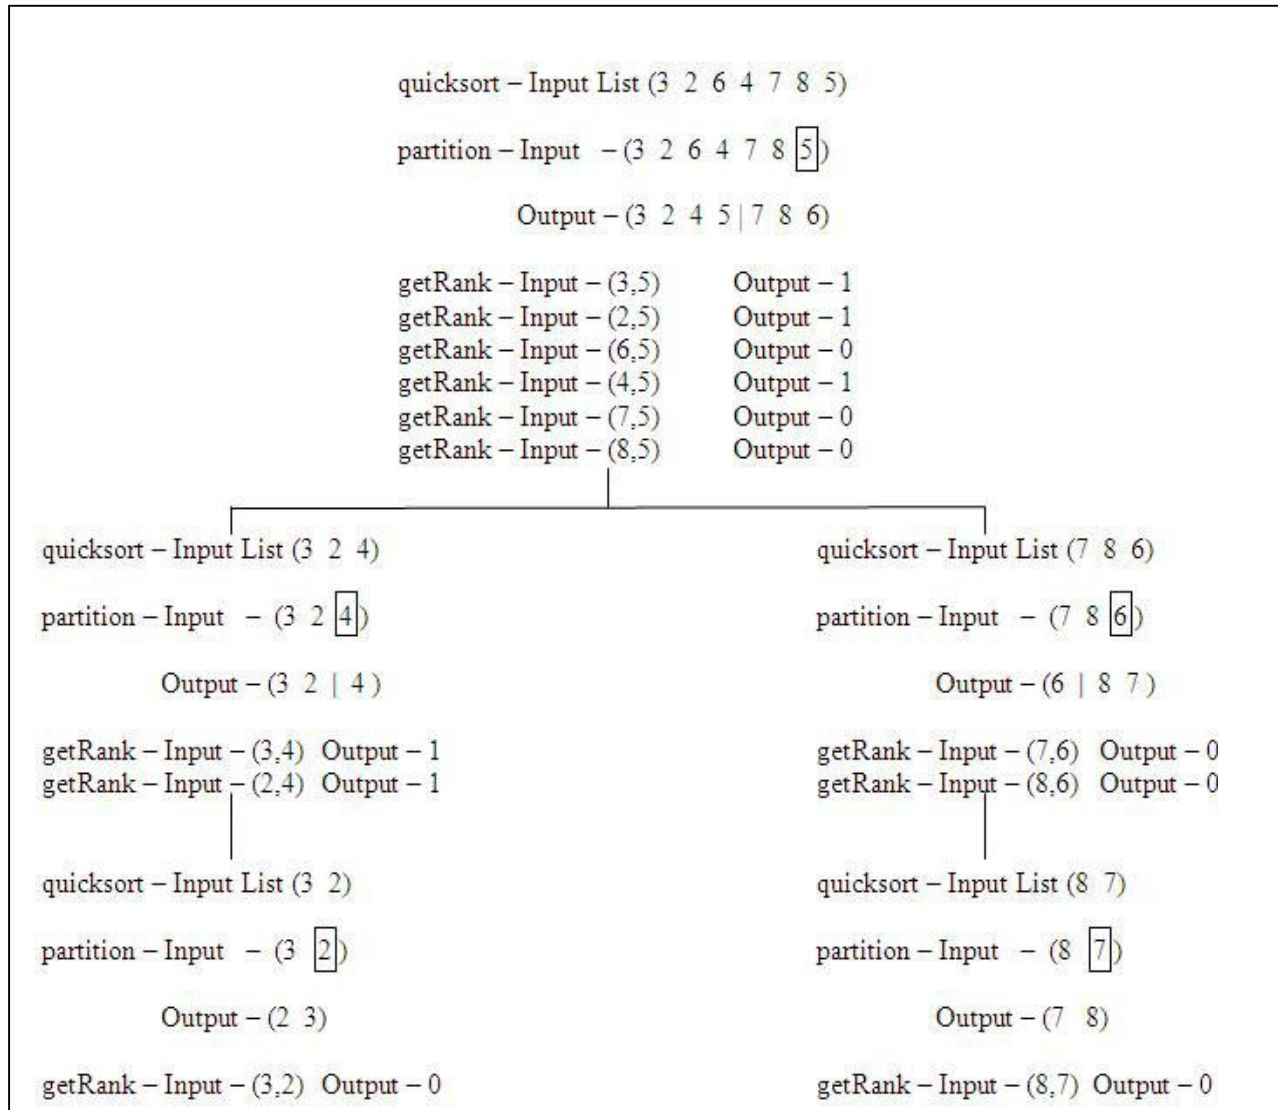 quicksort – Input List (3 2 6 4 7 8 5)
partition – Input – (3 2 6 4 7 8 5)
Output – (3 2 4 5 | 7 8 6)
getRank – Input – (3,5) Output – 1
getRank – Input – (2,5) Output – 1
getRank – Input – (6,5) Output – 0
getRank – Input – (4,5) Output – 1
getRank – Input – (7,5) Output – 0
getRank – Input – (8,5) Output – 0
quicksort – Input List (3 2 4)
partition – Input – (3 2 4)
Output – (3 2 | 4 )
getRank – Input – (3,4) Output – 1
getRank – Input – (2,4) Output – 1
quicksort – Input List (3 2)
partition – Input – (3 2)
Output – (2 3)
getRank – Input – (3,2) Output – 0
quicksort – Input List (7 8 6)
partition – Input – (7 8 6)
Output – (6 | 8 7 )
getRank – Input – (7,6) Output – 0
getRank – Input – (8,6) Output – 0
quicksort – Input List (8 7)
partition – Input – (8 7)
Output – (7 8)
getRank – Input – (8,7) Output – 0